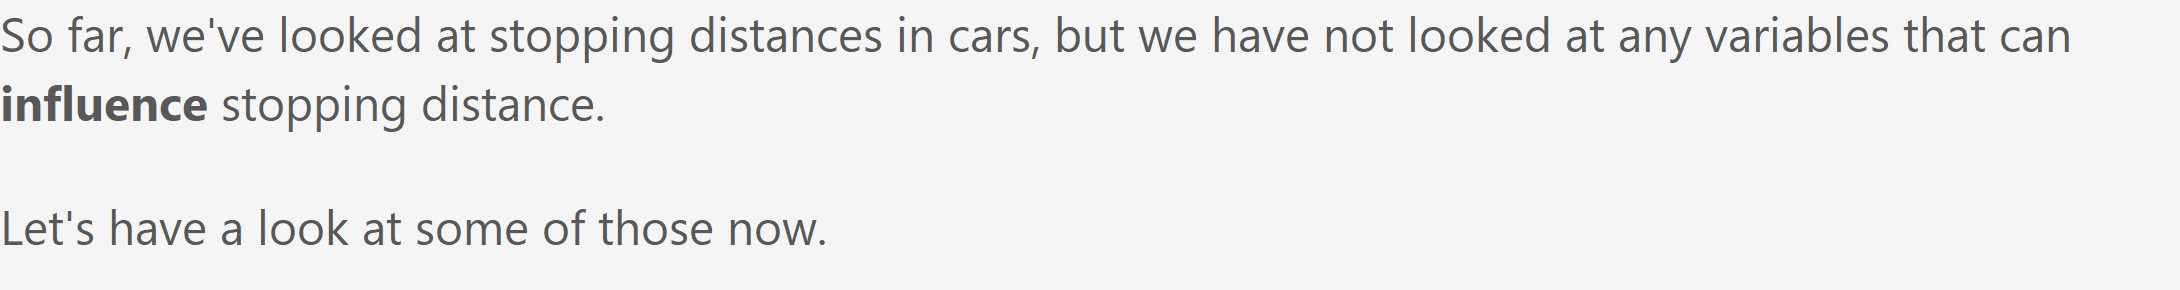 So far, we've looked at stopping distances in cars, but we have not looked at any variables that can
influence stopping distance.
Let's have a look at some of those now.